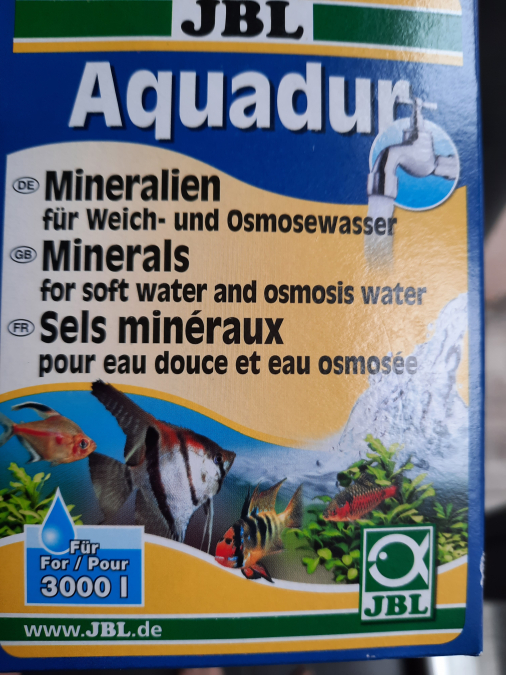 JBL
Aquadur
DE Mineralien
für Weich- und Osmosewasser
GB Minerals
for soft water and osmosis water
FR Sels minéraux
pour eau douce et eau osmosée
Für
For / Pour
3000 l
JBL
www.JBL.de